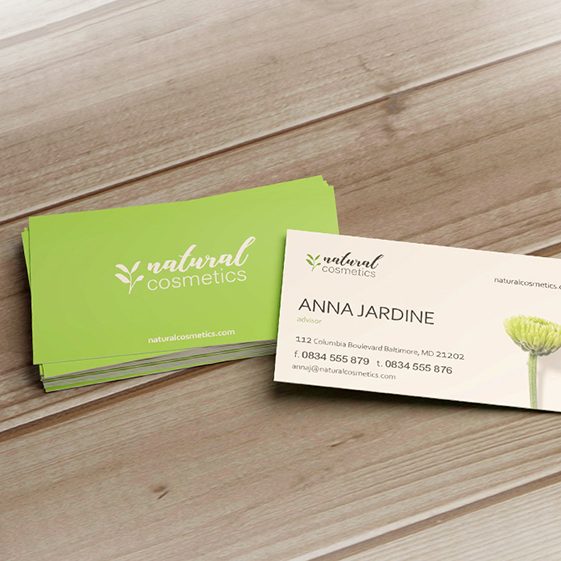 natural
cosmetics
naturalcosmetics.com
natural
cosmetics
naturalcosmetics.c
ANNA JARDINE
advisor
112 Columbia Boulevard Baltimore, MD 21202
f. 0834 555 879 t. 0834 555 876
annaj@naturalcosmetics.com